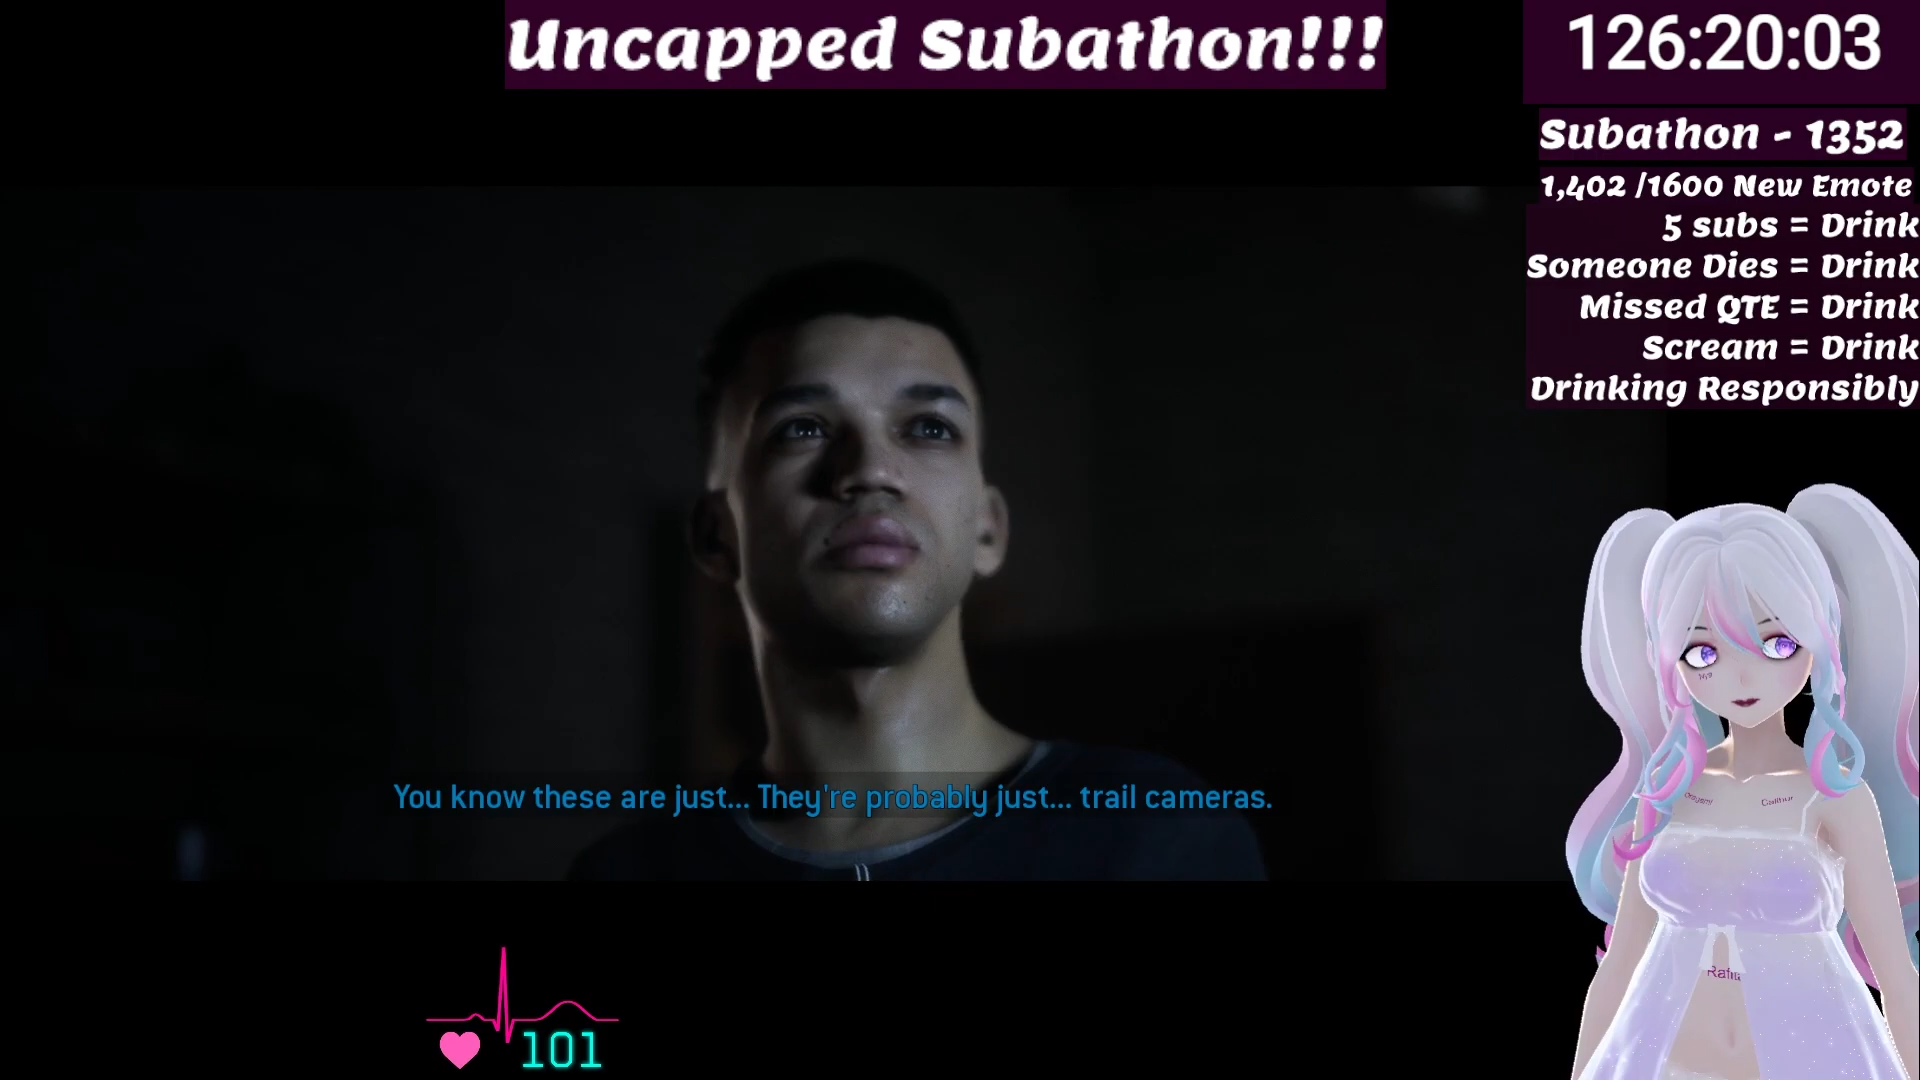 Uncapped Subathon!!!
126:20:03
Subathon - 1352
1,402 /1600 New Emote
5 subs = Drink
Someone Dies = Drink
Missed QTE = Drink
Scream = Drink
Drinking Responsibly
You know these are just... They're probably just... trail cameras.
101